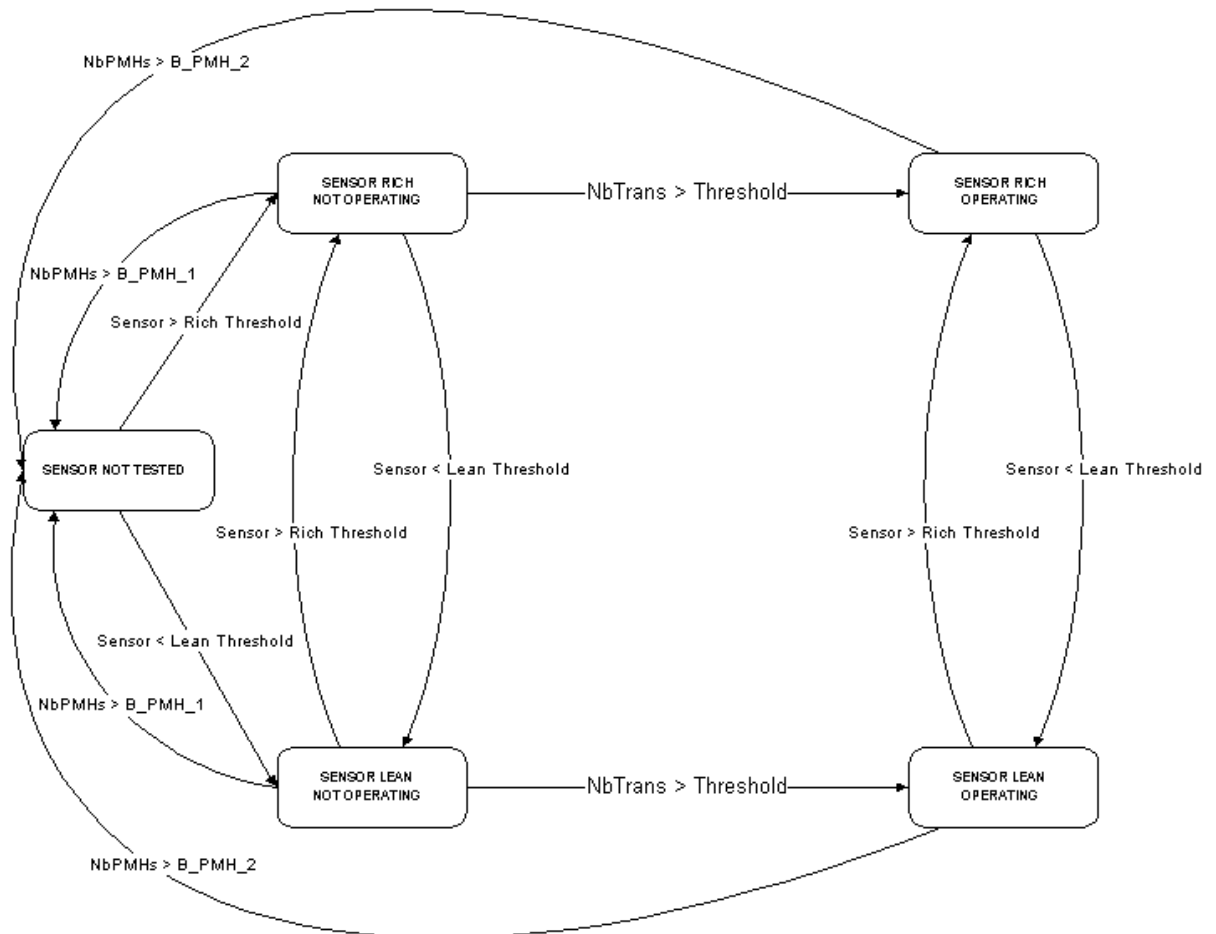 NbPMHs > B_PMH_2
SENSOR RICH
NOT OPERATING
NbTrans > Threshold
SENSOR RICH
OPERATING
NbPMHs > B_PMH_1
Sensor > Rich Threshold
SENSOR NOT TESTED
Sensor < Lean Threshold
Sensor < Lean Threshold
Sensor > Rich Threshold
Sensor > Rich Threshold
Sensor < Lean Threshold
NbPMHs > B_PMH_1
SENSOR LEAN
NOT OPERATING
NbTrans > Threshold
SENSOR LEAN
OPERATING
NbPMHs > B_PMH_2